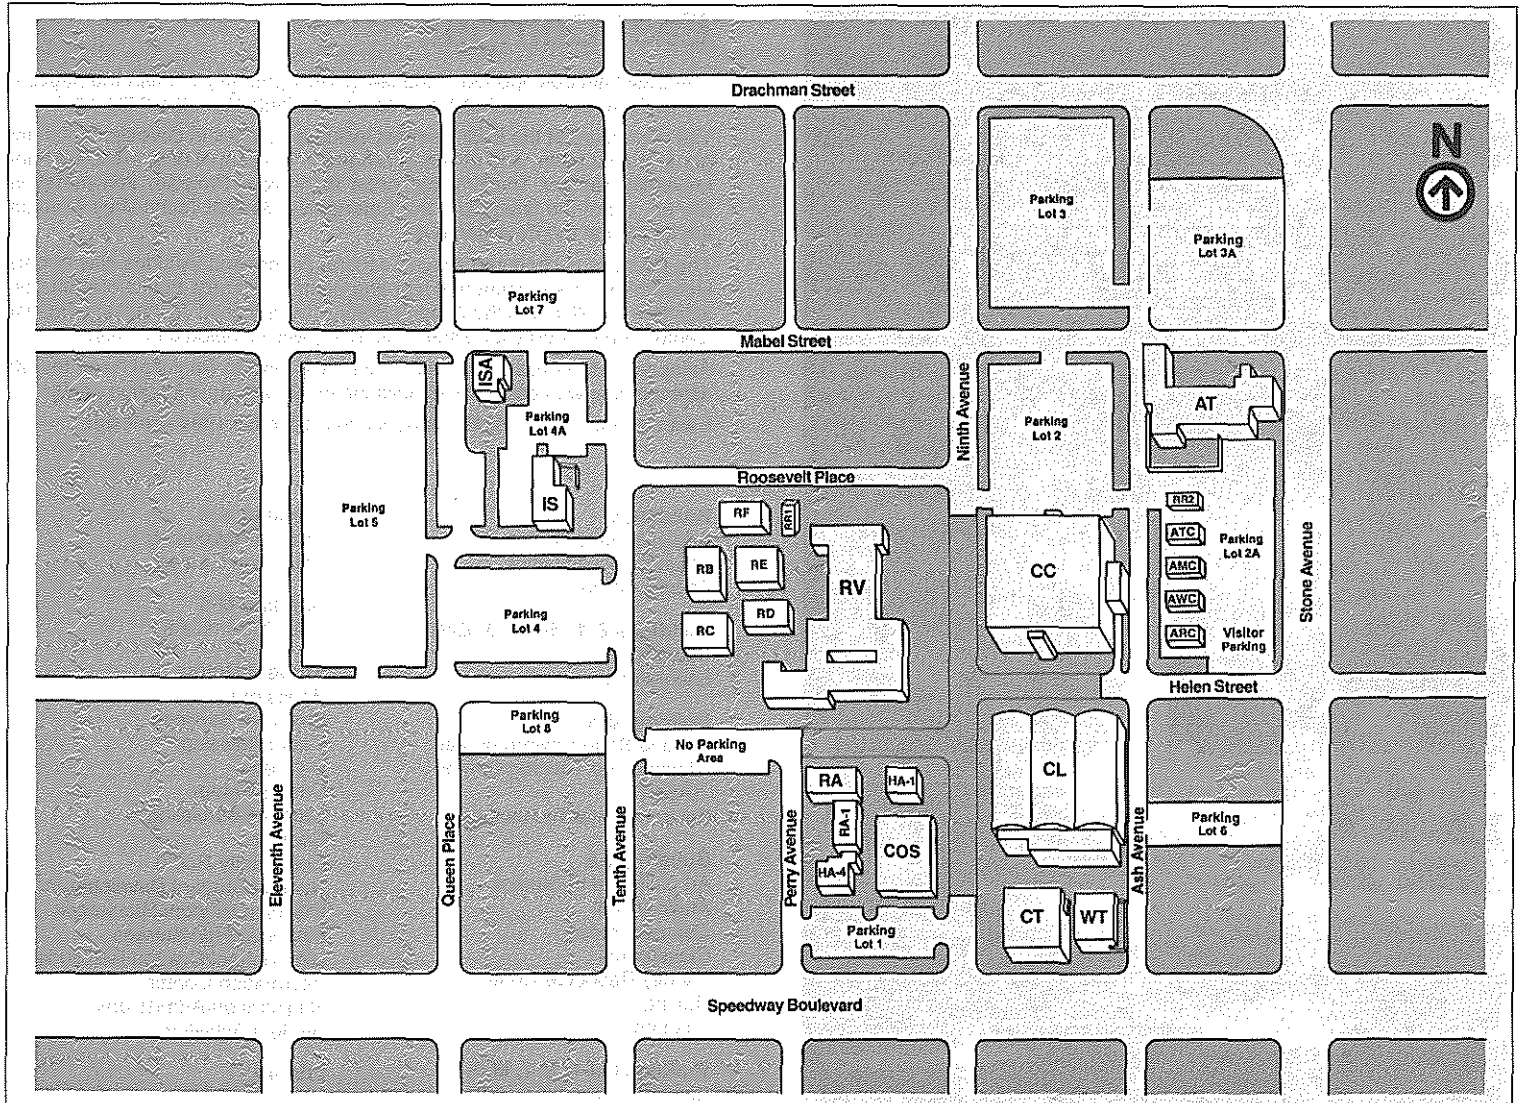 Drachman Street
N
Parking
Lot 3
Parking
Lot 3A
Parking
Lot 7
Mabel Street
ISA
Parking
Lot 4A
IS
Parking
Lot 5
Parking
Lot 4
Ninth Avenue
Parking
Lot 2
AT
Roosevelt Place
RF
RR1
RB
RE
RV
RD
RC
CC
RR2
ATC
AMC
AWC
ARC
Parking
Lot 2A
Visitor
Parking
Stone Avenue
Helen Street
Parking
Lot 8
No Parking
Area
RA
HA-1
RA-1
COS
HA-4
CL
Parking
Lot 6
Eleventh Avenue
Queen Place
Tenth Avenue
Perry Avenue
Ash Avenue
Parking
Lot 1
CT
WT
Speedway Boulevard